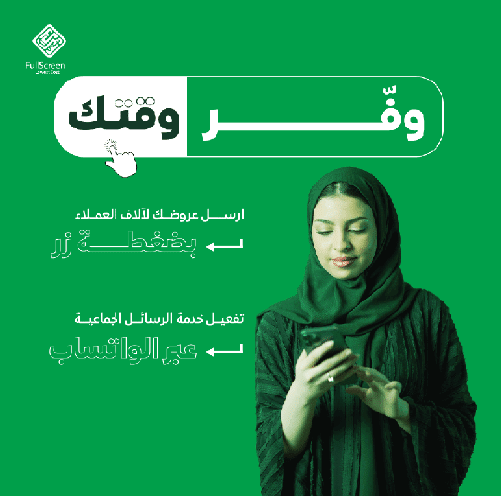 FullScreen
وفّر وقتك
ارسل عروضك لآلاف العملاء
بضغطة زر
تفعيل خدمة الرسائل الجماعية
عبر الواتساب